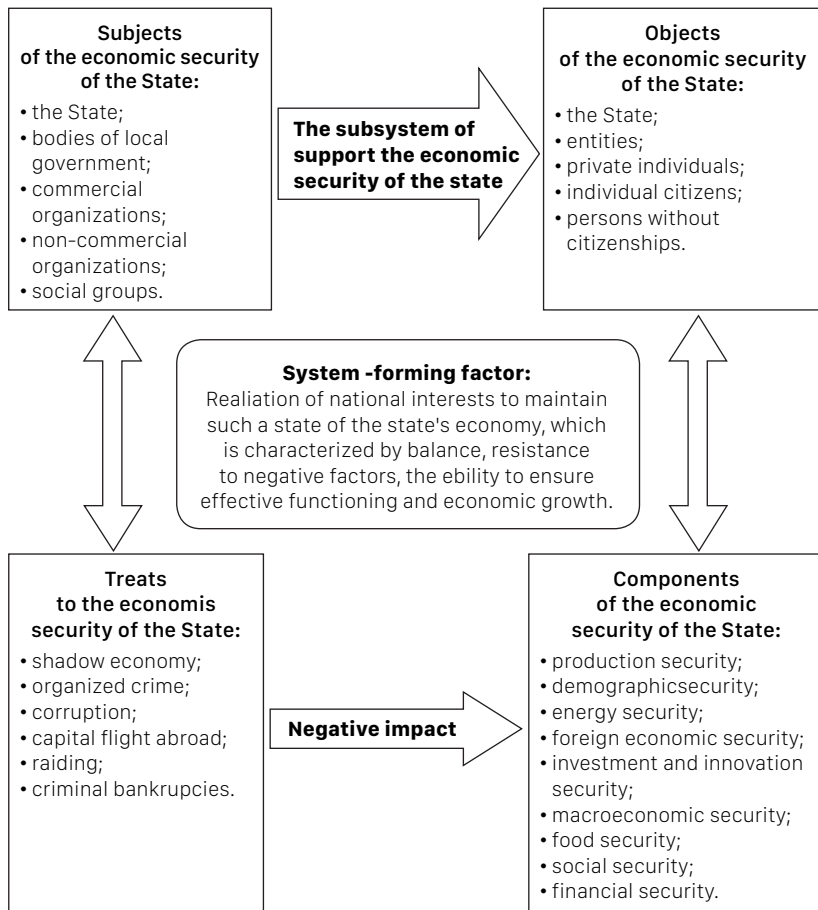 Subjects
of the economic security
of the State:
• the State;
• bodies of local
government;
• commercial
organizations;
• non-commercial
organizations;
• social groups.
The subsystem of
support the economic
security of the state
Objects
of the economic security
of the State:
• the State;
• entities;
• private individuals;
• individual citizens;
• persons without
citizenships.
System -forming factor:
Realiation of national interests to maintain
such a state of the state's economy, which
is characterized by balance, resistance
to negative factors, the ebility to ensure
effective functioning and economic growth.
Treats
to the economis
security of the State:
• shadow economy;
• organized crime;
• corruption;
• capital flight abroad;
• raiding;
• criminal bankrupcies.
Negative impact
Components
of the economic
security of the State:
• production security;
• demographicsecurity;
• energy security;
• foreign economic security;
• investment and innovation
security;
• macroeconomic security;
• food security;
• social security;
• financial security.